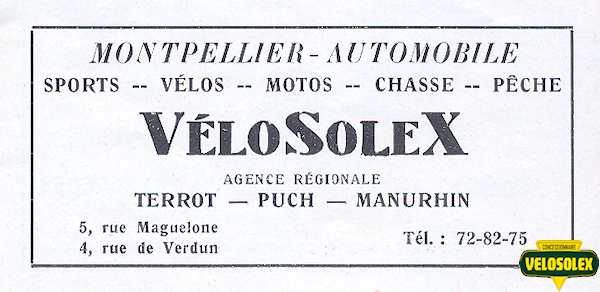 MONTPELLIER - AUTOMOBILE
SPORTS -- VÉLOS -- MOTOS -- CHASSE -- PÊCHE
VÉLOSOLEX
AGENCE RÉGIONALE
TERROT — PUCH — MANURHIN
5, rue Maguelone
4, rue de Verdun
Tél. : 72-82-75
CONCESSIONNAIRE
VELOSOLEX